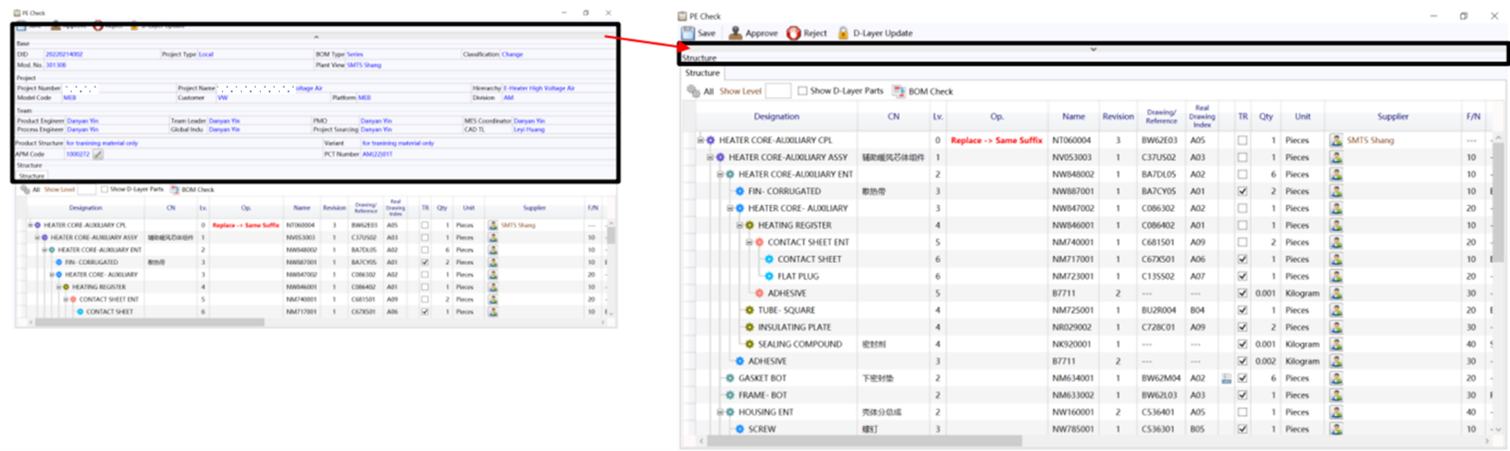 PE Check
Save Approve Reject D-Layer Update
Base
DID 20220214002 Project Type Local BOM Type Series Classification Change
Mod. No. 301306 Plant View SMTS Shang
Project
Project Number Project Name oltage Air Hierarchy E-Heater High Voltage Air
Model Code MEB Customer VW Platform MEB Division AM
Team
Product Engineer Danyan Yin Team Leader Danyan Yin PMO Danyan Yin MES Coordinator Danyan Yin
Process Engineer Danyan Yin Global Indu Danyan Yin Project Sourcing Danyan Yin CAD TL Leyi Huang
Product Structure for tranining material only Variant for tranining material only
APM Code 1000272 PCT Number AM(22)01T
Structure
Structure
All Show Level Show D-Layer Parts BOM Check
Designation CN Lv. Op. Name Revision Drawing/ Reference Real Drawing Index TR Qty Unit Supplier F/N
HEATER CORE-AUXILIARY CPL 0 Replace -> Same Suffix NT060004 3 BW62E03 A05 1 Pieces SMTS Shang ---
HEATER CORE-AUXILIARY ASSY 辅助暖风芯体组件 1 NV053003 1 C37US02 A03 1 Pieces 10
HEATER CORE-AUXILIARY ENT 2 NW848002 1 BA7DL05 A02 6 Pieces 10
FIN- CORRUGATED 散热带 3 NW887001 1 BA7CY05 A01 2 Pieces 10
HEATER CORE- AUXILIARY 3 NW847002 1 C086302 A02 1 Pieces 20
HEATING REGISTER 4 NW846001 1 C086402 A01 1 Pieces 10
CONTACT SHEET ENT 5 NM740001 1 C681501 A09 2 Pieces 20
CONTACT SHEET 6 NM717001 1 C67X501 A06 1 Pieces 10
PE Check
Save Approve Reject D-Layer Update
Structure
Structure
All Show Level Show D-Layer Parts BOM Check
Designation CN Lv. Op. Name Revision Drawing/ Reference Real Drawing Index TR Qty Unit Supplier F/N
HEATER CORE-AUXILIARY CPL 0 Replace -> Same Suffix NT060004 3 BW62E03 A05 1 Pieces SMTS Shang ---
HEATER CORE-AUXILIARY ASSY 辅助暖风芯体组件 1 NV053003 1 C37US02 A03 1 Pieces 10
HEATER CORE-AUXILIARY ENT 2 NW848002 1 BA7DL05 A02 6 Pieces 10
FIN- CORRUGATED 散热带 3 NW887001 1 BA7CY05 A01 2 Pieces 10
HEATER CORE- AUXILIARY 3 NW847002 1 C086302 A02 1 Pieces 20
HEATING REGISTER 4 NW846001 1 C086402 A01 1 Pieces 10
CONTACT SHEET ENT 5 NM740001 1 C681501 A09 2 Pieces 20
CONTACT SHEET 6 NM717001 1 C67X501 A06 1 Pieces 10
FLAT PLUG 6 NM723001 1 C13SS02 A07 1 Pieces 20
ADHESIVE 5 B7711 2 --- --- 0.001 Kilogram 30
TUBE- SQUARE 4 NM725001 1 BU2R004 B04 1 Pieces 20
INSULATING PLATE 4 NR029002 1 C728C01 A09 2 Pieces 30
SEALING COMPOUND 密封剂 4 NK920001 1 --- --- 0.001 Kilogram 40
ADHESIVE 3 B7711 2 --- --- 0.002 Kilogram 30
GASKET BOT 下密封垫 2 NM634001 1 BW62M04 A02 6 Pieces 20
FRAME- BOT 2 NM633002 1 BW62L03 A03 1 Pieces 30
HOUSING ENT 壳体分总成 2 NW160001 2 C536401 A05 1 Pieces 40
SCREW 螺钉 3 NW785001 1 C536301 B05 1 Pieces 10